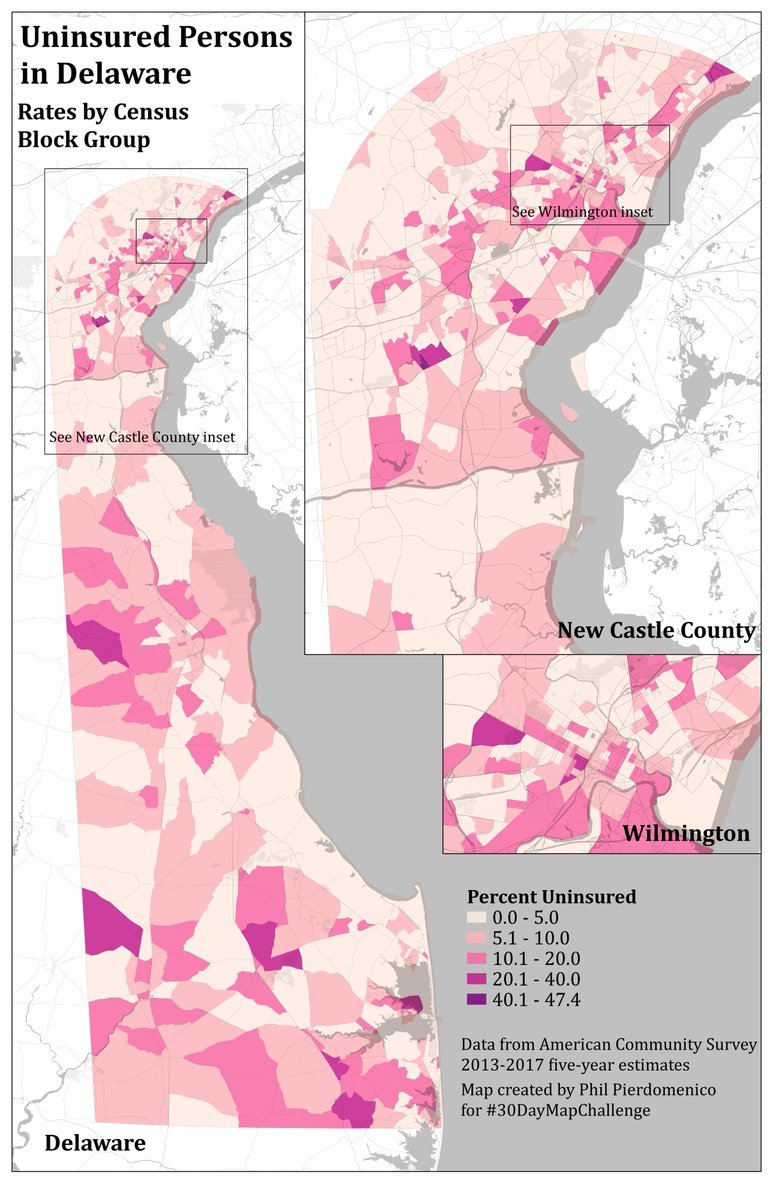 Uninsured Persons
in Delaware
Rates by Census
Block Group
See Wilmington inset
See New Castle County inset
New Castle County
Wilmington
Percent Uninsured
0.0 - 5.0
5.1 - 10.0
10.1 - 20.0
20.1 - 40.0
40.1 - 47.4
Data from American Community Survey
2013-2017 five-year estimates
Map created by Phil Pierdomenico
for #30DayMapChallenge
Delaware